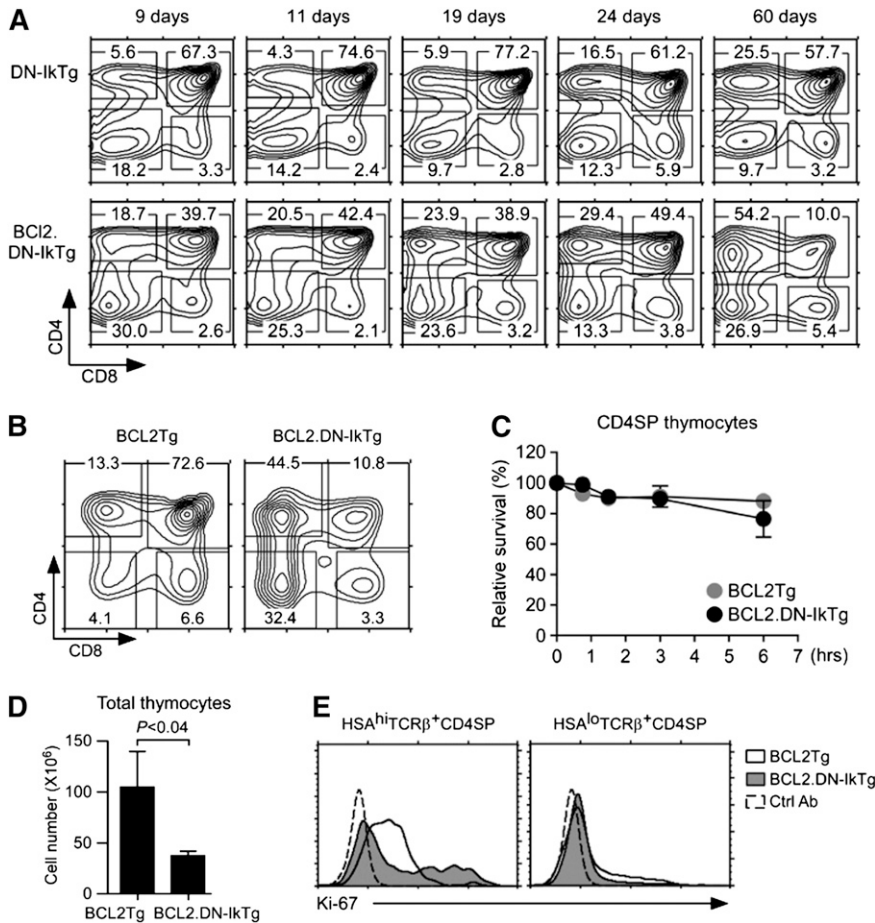 A
9 days 11 days 19 days 24 days 60 days
DN-IkTg
5.6 67.3 4.3 74.6 5.9 77.2 16.5 61.2 25.5 57.7
18.2 3.3 14.2 2.4 9.7 2.8 12.3 5.9 9.7 3.2
BCl2.
DN-IkTg
18.7 39.7 20.5 42.4 23.9 38.9 29.4 49.4 54.2 10.0
30.0 2.6 25.3 2.1 23.6 3.2 13.3 3.8 26.9 5.4
CD4
CD8
B
BCL2Tg BCL2.DN-IkTg
13.3 72.6 44.5 10.8
4.1 6.6 32.4 3.3
CD4
CD8
C
CD4SP thymocytes
Relative survival (%)
120
100
80
60
40
20
0
0 1 2 3 4 5 6 7 (hrs)
BCL2Tg
BCL2.DN-IkTg
D
Total thymocytes
P<0.04
Cell number (X10⁶)
150
100
50
0
BCL2Tg BCL2.DN-IkTg
E
HSAʰⁱTCRβ⁺CD4SP HSAˡᵒTCRβ⁺CD4SP
BCL2Tg
BCL2.DN-IkTg
Ctrl Ab
Ki-67